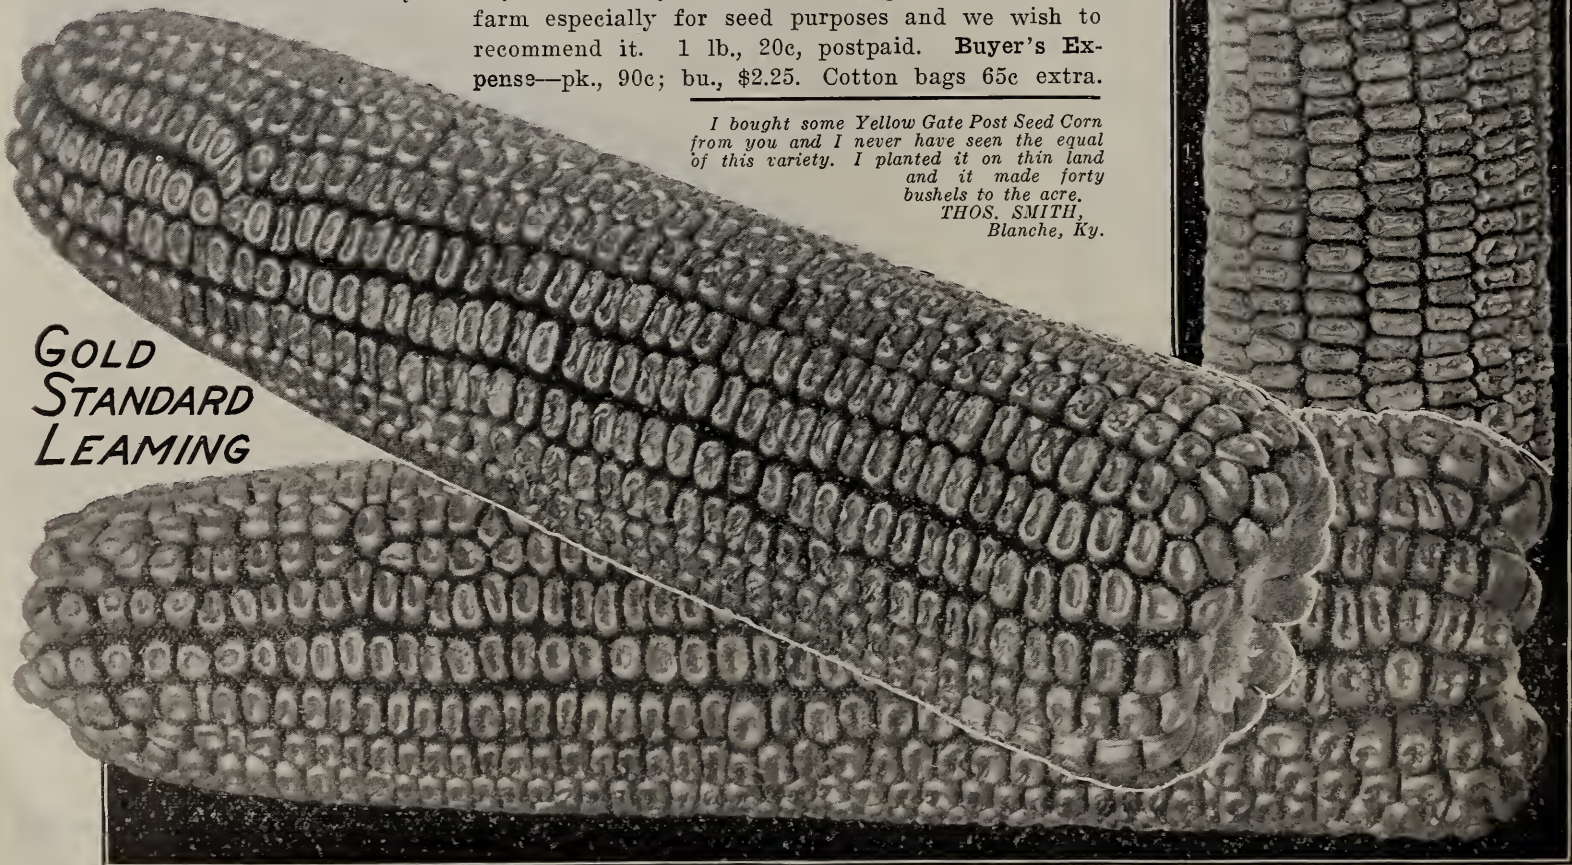 farm especially for seed purposes and we wish to
recommend it. 1 lb., 20c, postpaid. Buyer's Ex-
pense—pk., 90c; bu., $2.25. Cotton bags 65c extra.
I bought some Yellow Gate Post Seed Corn
from you and I never have seen the equal
of this variety. I planted it on thin land
and it made forty
bushels to the acre.
THOS. SMITH,
Blanche, Ky.
GOLD
STANDARD
LEAMING